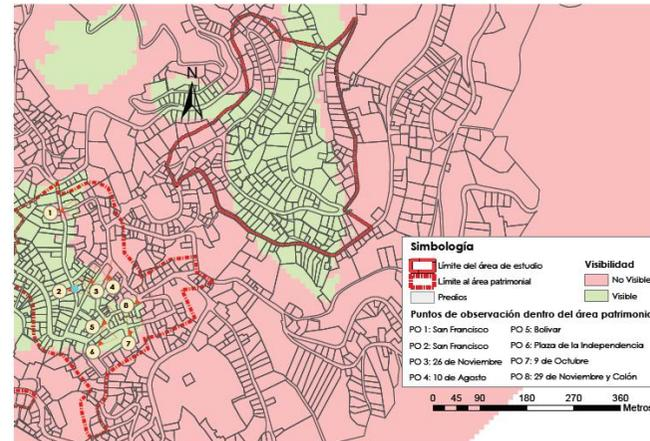 N
1
2
3
4
8
5
7
6
Simbología
Límite del área de estudio
Límite al área patrimonial
Predios
Visibilidad
No Visible
Visible
Puntos de observación dentro del área patrimonio
PO 1: San Francisco
PO 2: San Francisco
PO 3: 26 de Noviembre
PO 4: 10 de Agosto
PO 5: Bolivar
PO 6: Plaza de la Independencia
PO 7: 9 de Octubre
PO 8: 29 de Noviembre y Colón
0 45 90 180 270 360
Metros